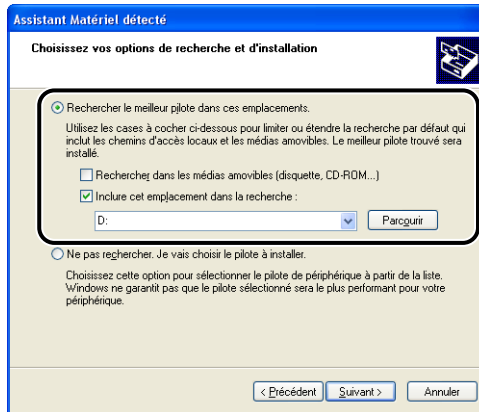 Assistant Matériel détecté
Choisissez vos options de recherche et d'installation
Rechercher le meilleur pilote dans ces emplacements.
Utilisez les cases à cocher ci-dessous pour limiter ou étendre la recherche par défaut qui
inclut les chemins d'accès locaux et les médias amovibles. Le meilleur pilote trouvé sera
installé.
Rechercher dans les médias amovibles (disquette, CD-ROM...)
Inclure cet emplacement dans la recherche :
D:
Parcourir
Ne pas rechercher. Je vais choisir le pilote à installer.
Choisissez cette option pour sélectionner le pilote de périphérique à partir de la liste.
Windows ne garantit pas que le pilote sélectionné sera le plus performant pour votre
périphérique.
< Précédent
Suivant >
Annuler